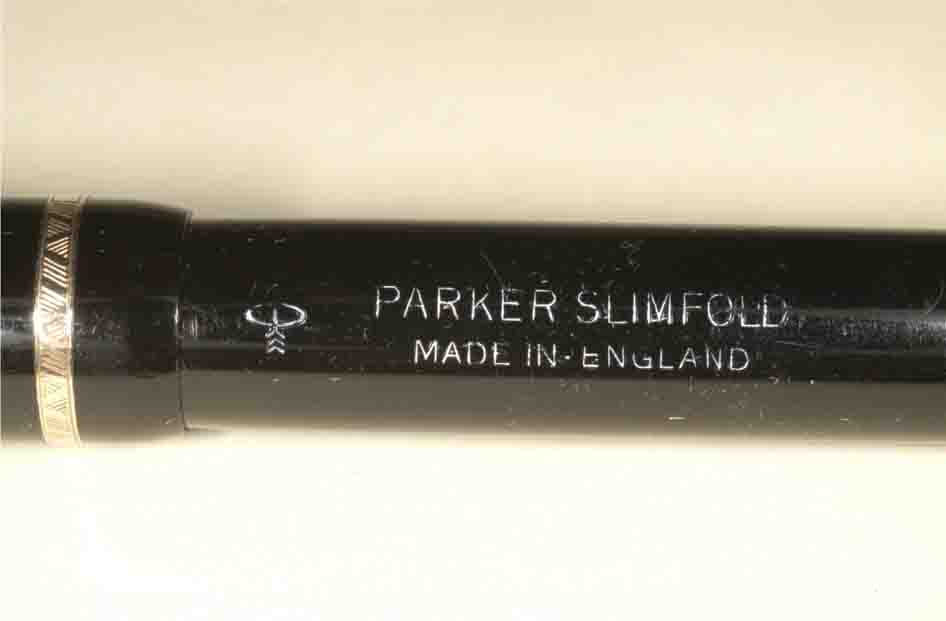 PARKER SLIMFOLD
MADE IN · ENGLAND